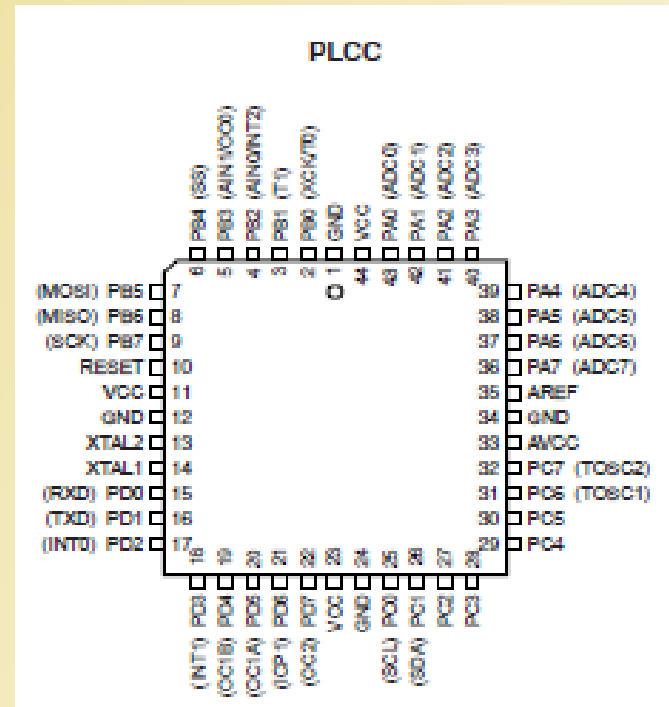 PLCC
PB4 (SS)
PB3 (AIN1/OC0)
PB2 (AIN0/INT2)
PB1 (T1)
PB0 (XCK/T0)
GND
VCC
PA0 (ADC0)
PA1 (ADC1)
PA2 (ADC2)
PA3 (ADC3)
6 5 4 3 2 1 44 43 42 41 40
(MOSI) PB5 7
(MISO) PB6 8
(SCK) PB7 9
RESET 10
VCC 11
GND 12
XTAL2 13
XTAL1 14
(RXD) PD0 15
(TXD) PD1 16
(INT0) PD2 17
39 PA4 (ADC4)
38 PA5 (ADC5)
37 PA6 (ADC6)
36 PA7 (ADC7)
35 AREF
34 GND
33 AVCC
32 PC7 (TOSC2)
31 PC6 (TOSC1)
30 PC5
29 PC4
18 19 20 21 22 23 24 25 26 27 28
(INT1) PD3
(OC1B) PD4
(OC1A) PD5
(ICP1) PD6
(OC2) PD7
VCC
GND
(SCL) PC0
(SDA) PC1
PC2
PC3